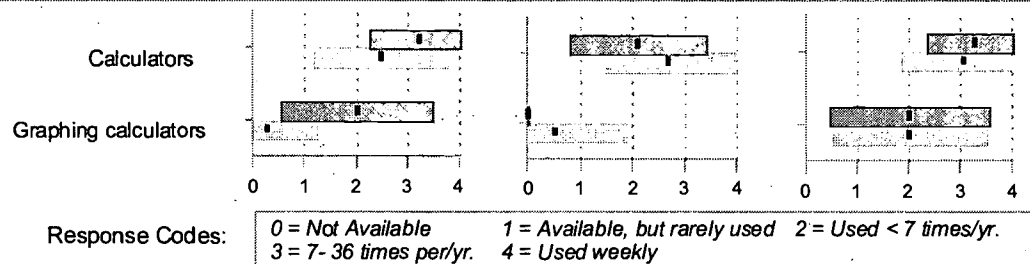 Calculators
Graphing calculators
0 1 2 3 4 0 1 2 3 4 0 1 2 3 4
Response Codes: 0 = Not Available 1 = Available, but rarely used 2 = Used < 7 times/yr.
3 = 7- 36 times per/yr. 4 = Used weekly